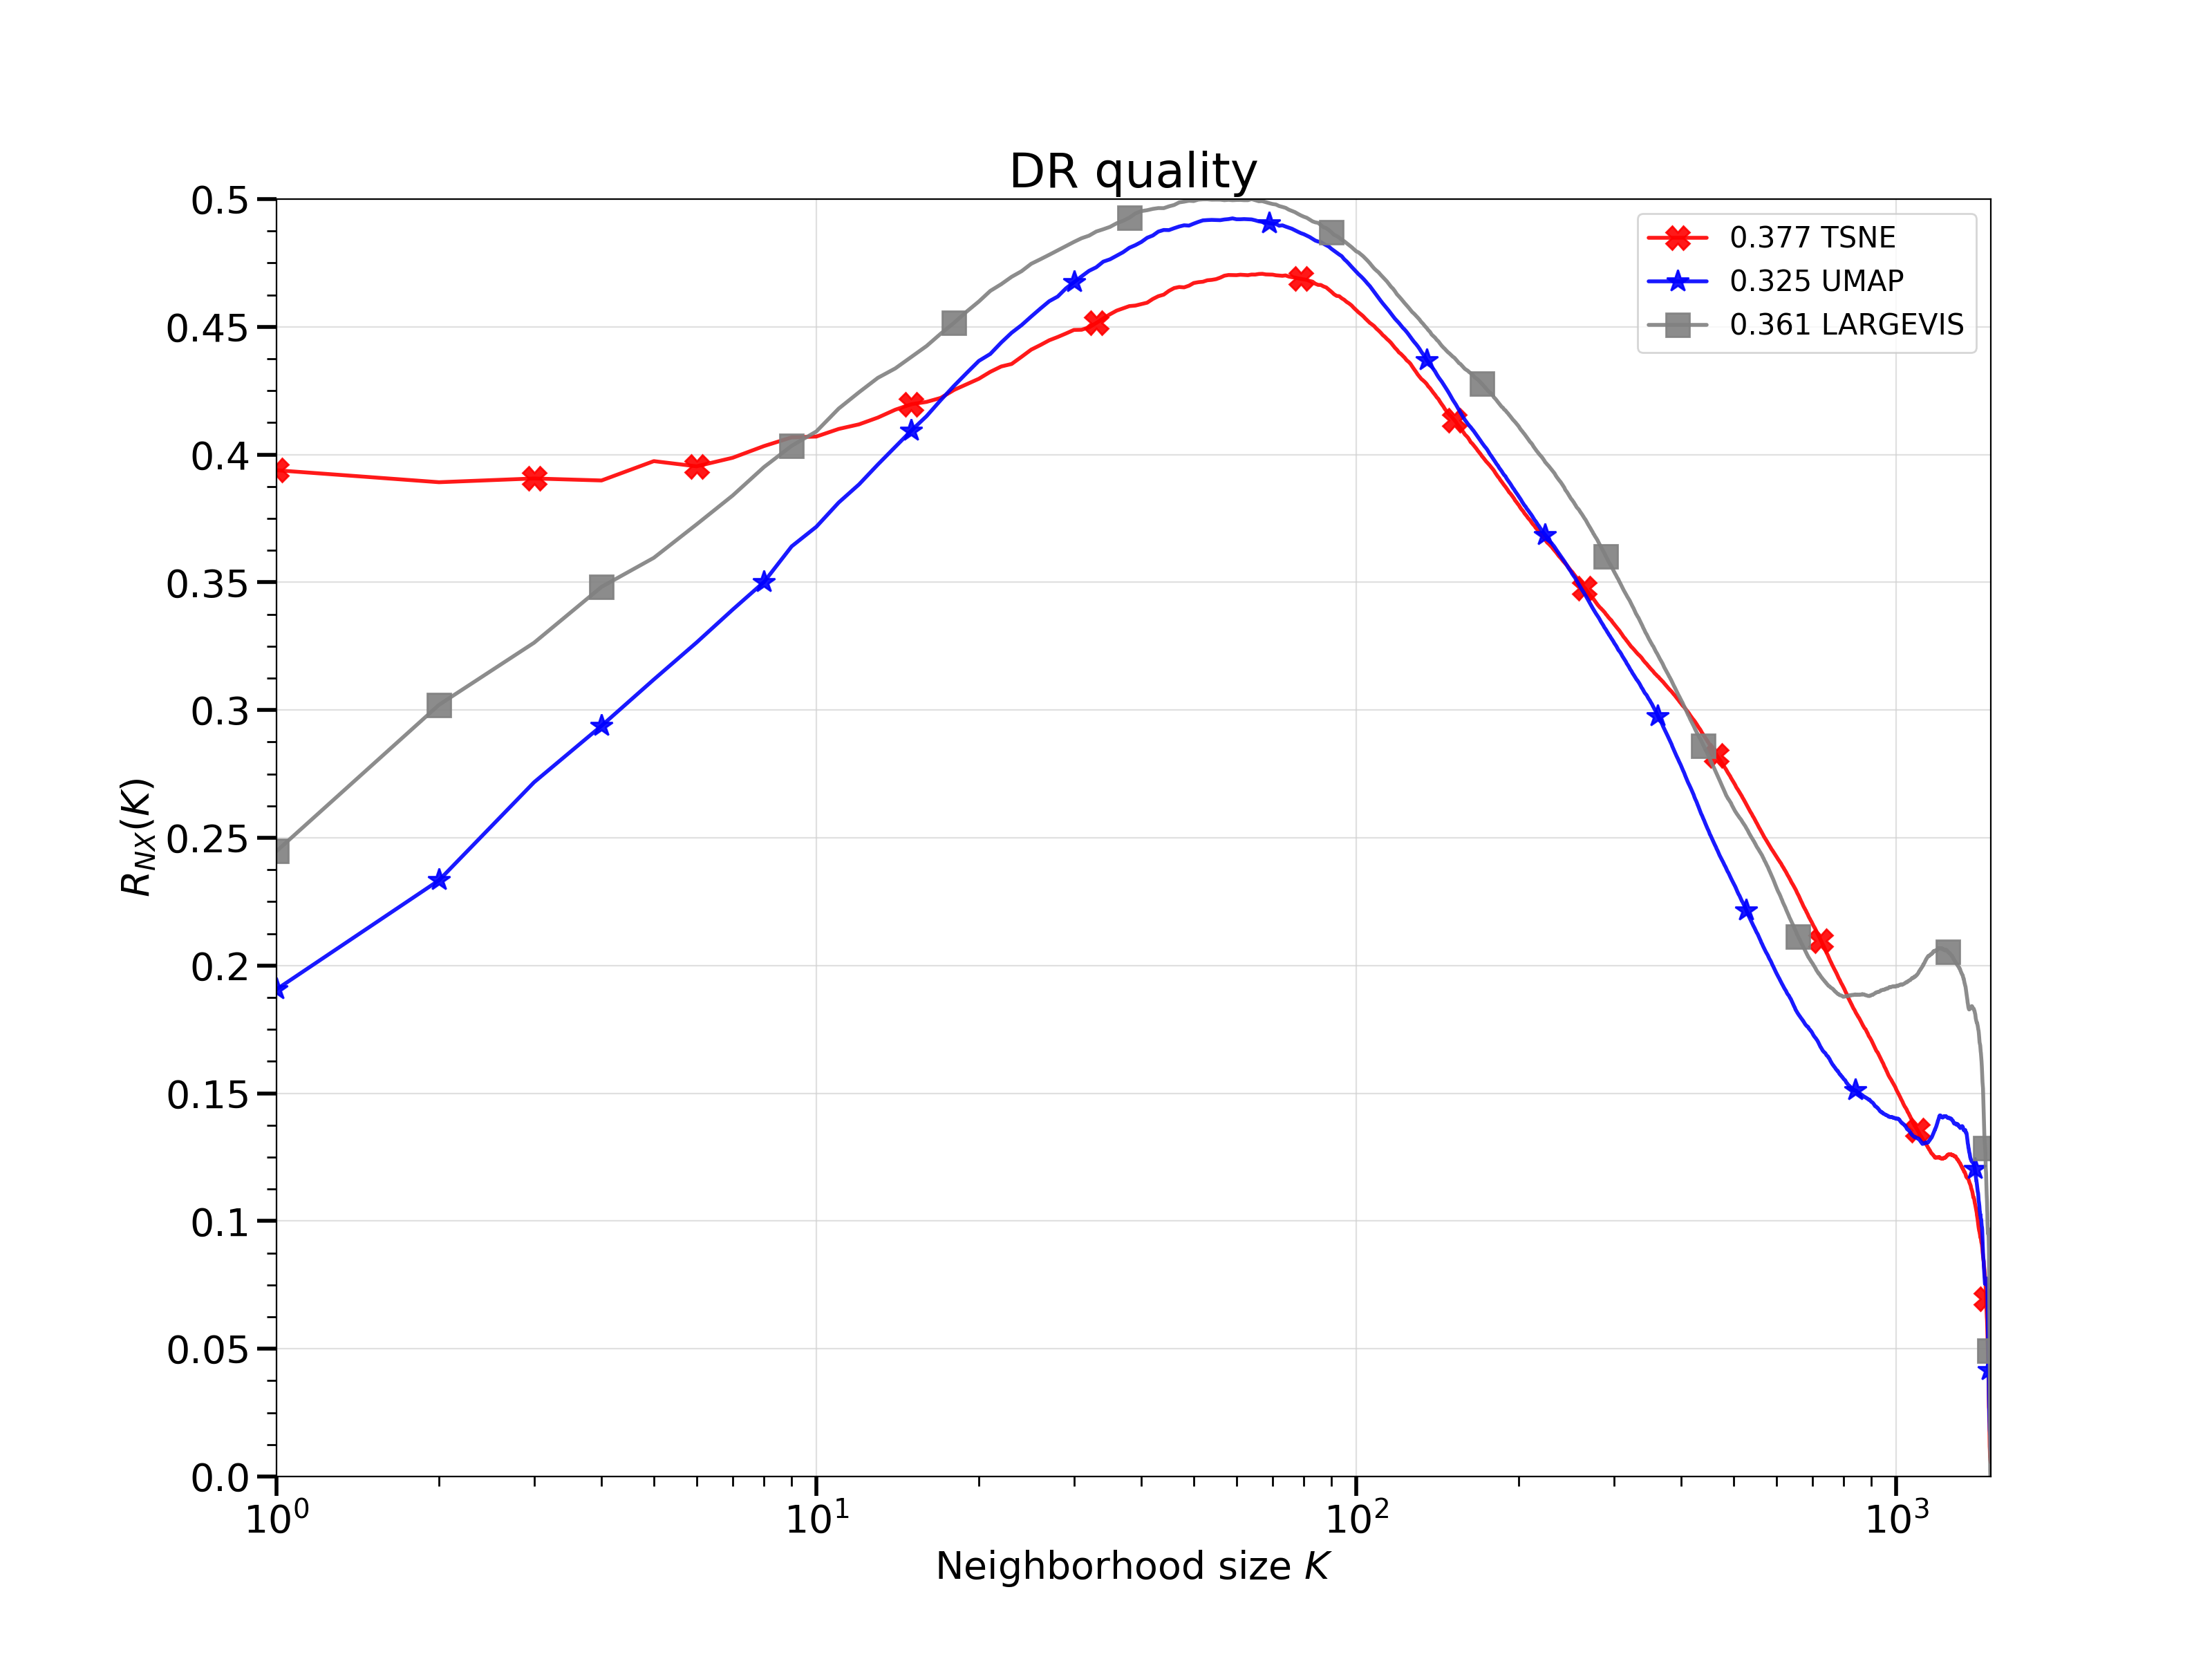 DR quality
0.5
0.45
0.4
0.35
0.3
0.25
0.2
0.15
0.1
0.05
0.0
R_{NX}(K)
0.377 TSNE
0.325 UMAP
0.361 LARGEVIS
10^0 10^1 10^2 10^3
Neighborhood size K